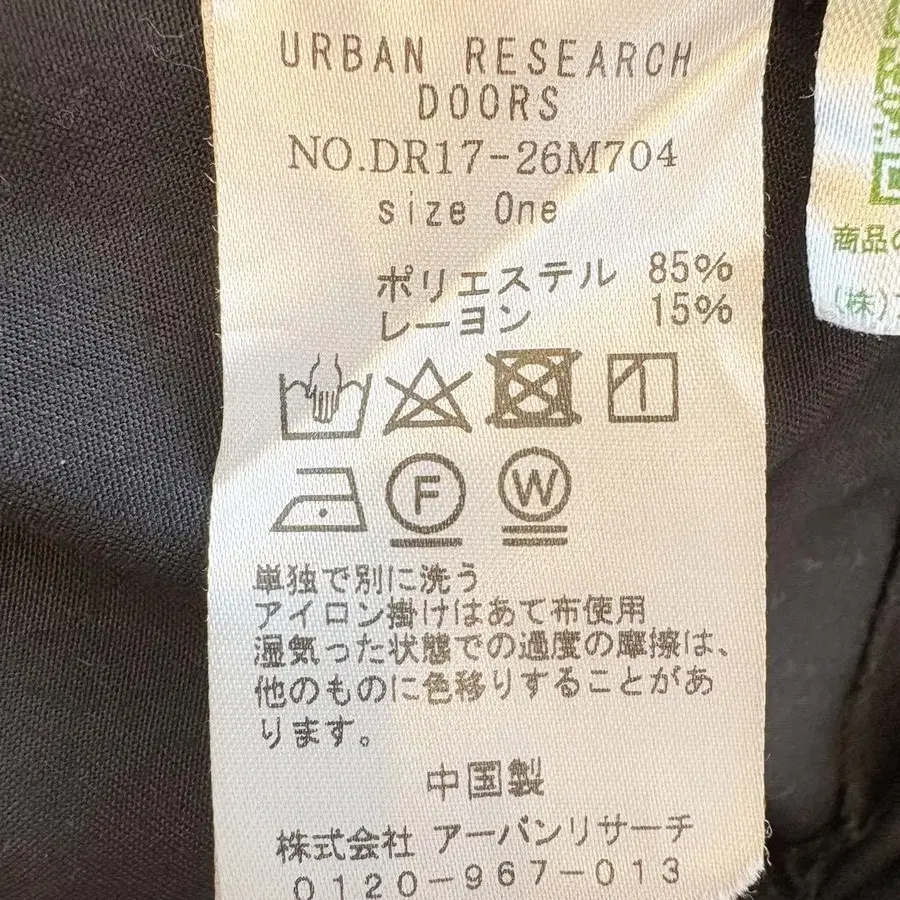 URBAN RESEARCH
DOORS
NO.DR17-26M704
size One
ポリエステル 85%
レーヨン 15%
F
W
単独で別に洗う
アイロン掛けはあて布使用
湿気った状態での過度の摩擦は、
他のものに色移りすることがあ
ります。
中国製
株式会社 アーバンリサーチ
0120-967-013
商品の
(株)